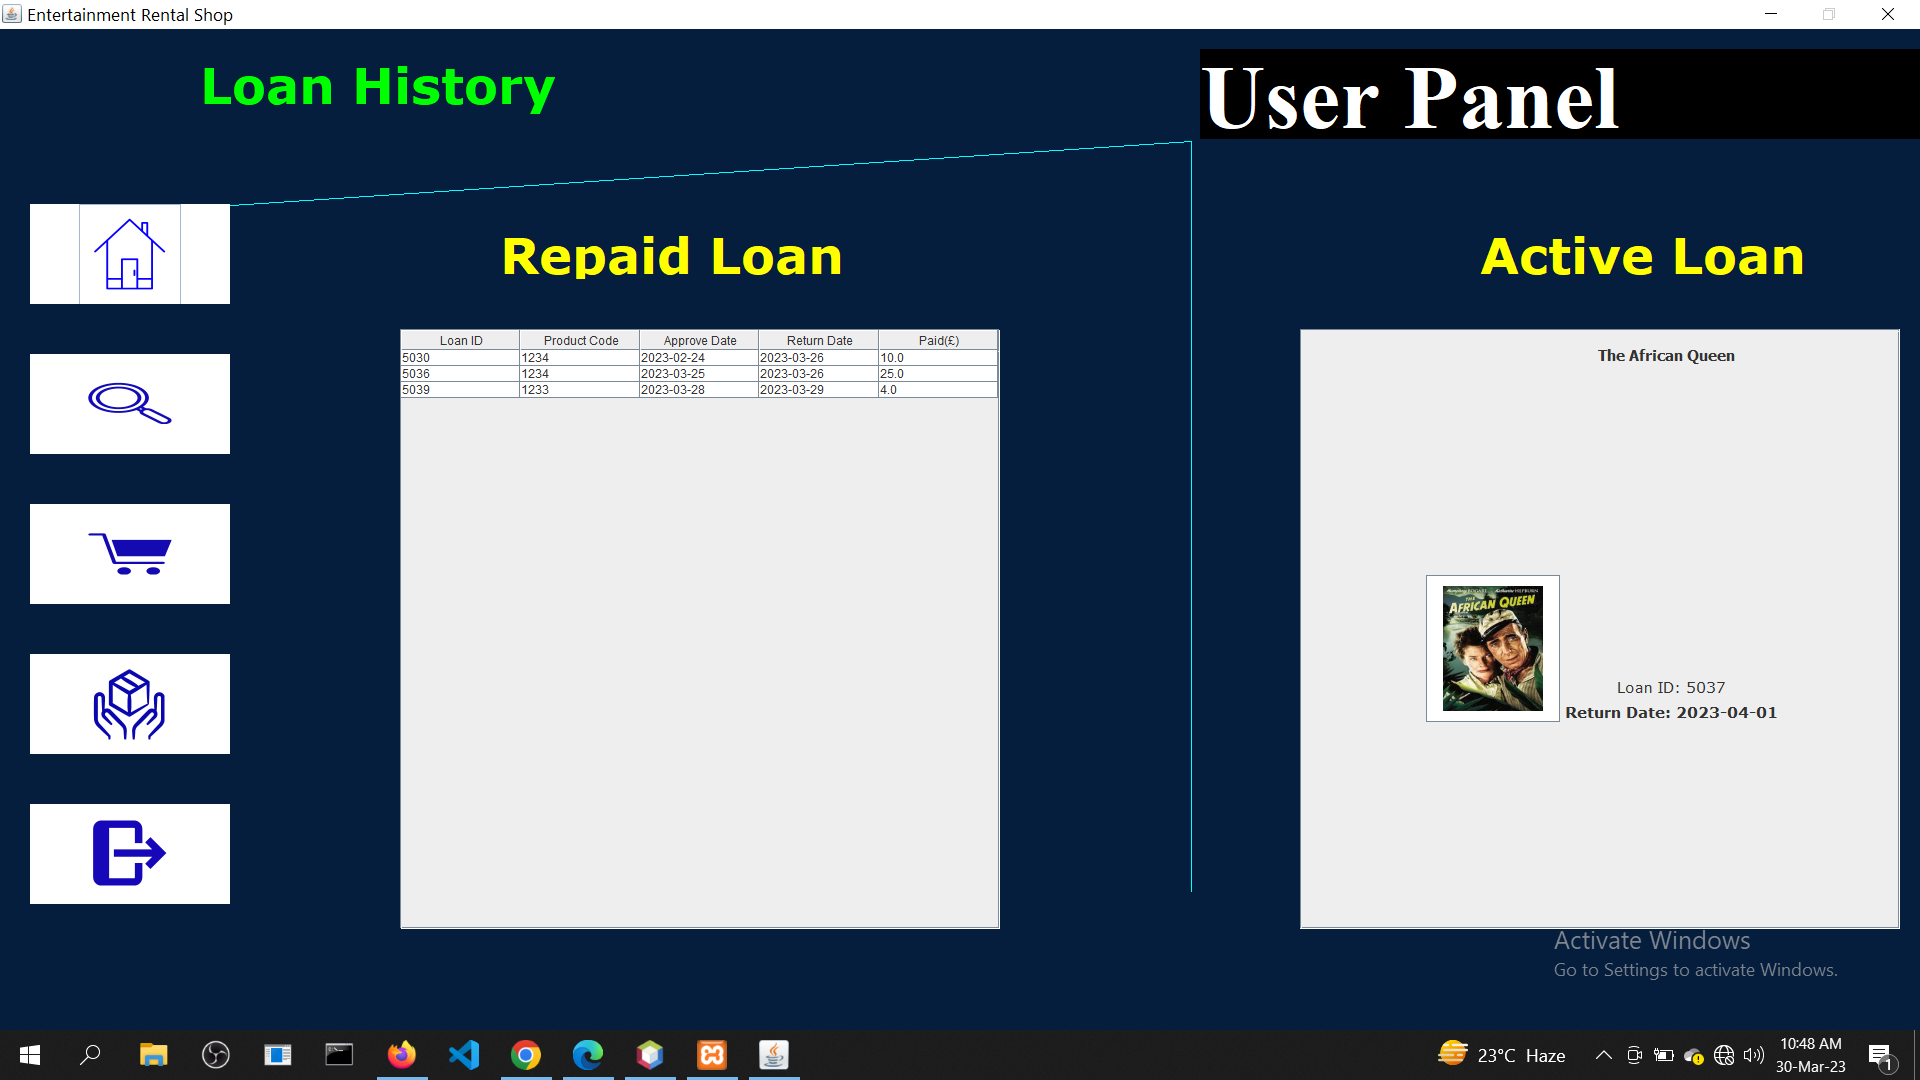 Entertainment Rental Shop
Loan History
User Panel
Repaid Loan
Active Loan
Loan ID Product Code Approve Date Return Date Paid(£)
5030 1234 2023-02-24 2023-03-26 10.0
5036 1234 2023-03-25 2023-03-26 25.0
5039 1233 2023-03-28 2023-03-29 4.0
The African Queen
THE
AFRICAN QUEEN
Loan ID: 5037
Return Date: 2023-04-01
Activate Windows
Go to Settings to activate Windows.
23°C Haze
10:48 AM
30-Mar-23
1